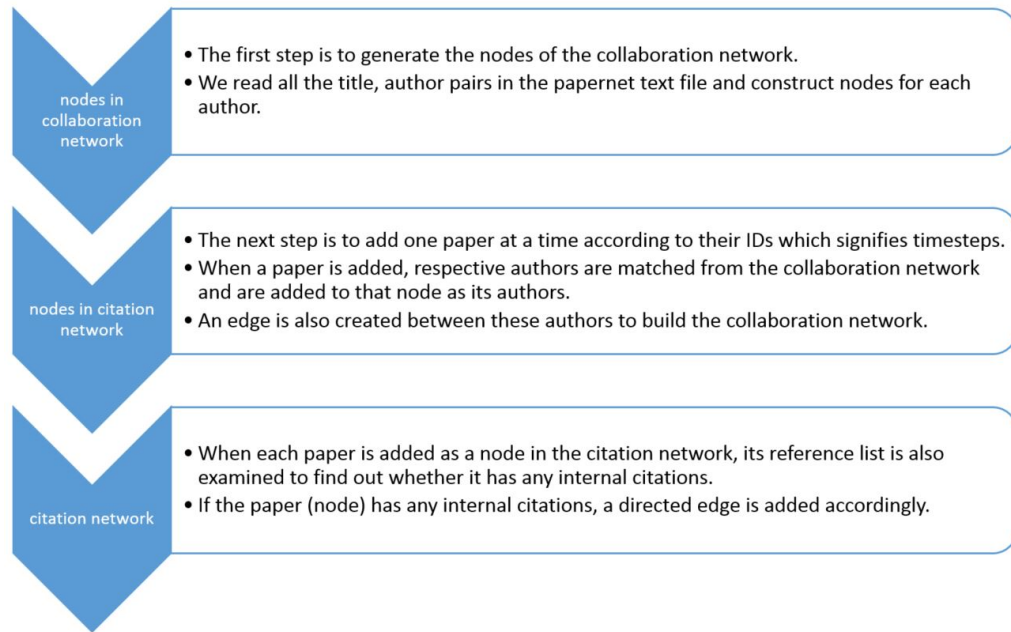 nodes in
collaboration
network
• The first step is to generate the nodes of the collaboration network.
• We read all the title, author pairs in the papernet text file and construct nodes for each
author.
nodes in citation
network
• The next step is to add one paper at a time according to their IDs which signifies timesteps.
• When a paper is added, respective authors are matched from the collaboration network
and are added to that node as its authors.
• An edge is also created between these authors to build the collaboration network.
citation network
• When each paper is added as a node in the citation network, its reference list is also
examined to find out whether it has any internal citations.
• If the paper (node) has any internal citations, a directed edge is added accordingly.